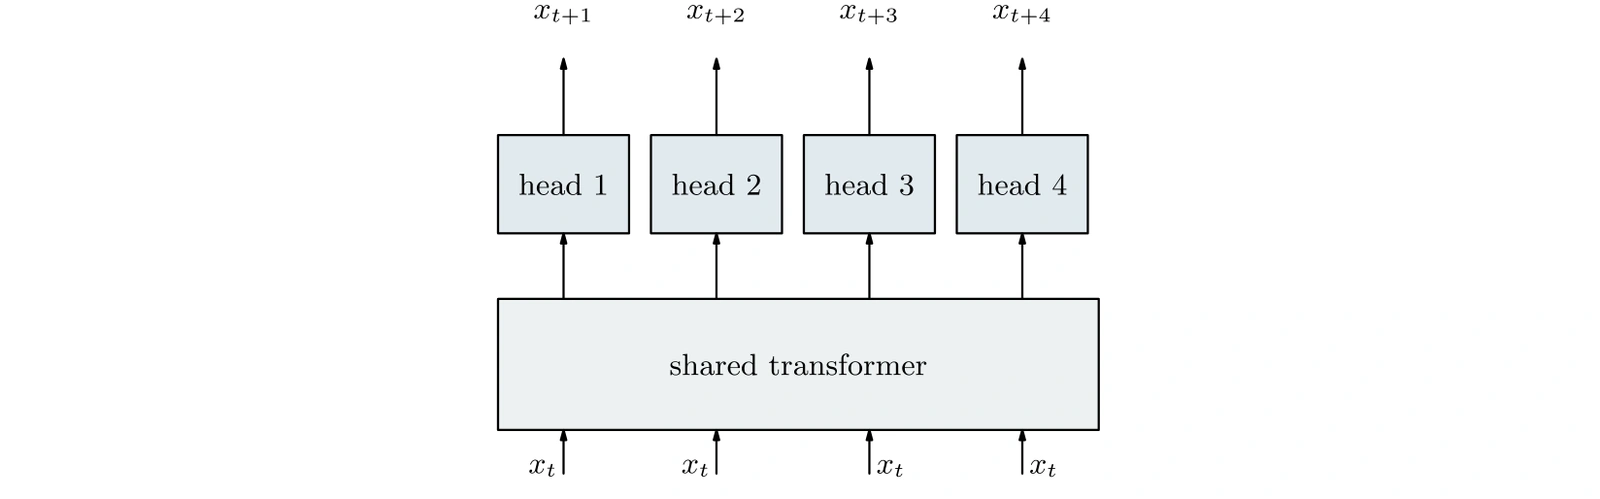 x_{t+1} x_{t+2} x_{t+3} x_{t+4}
head 1 head 2 head 3 head 4
shared transformer
x_t x_t x_t x_t